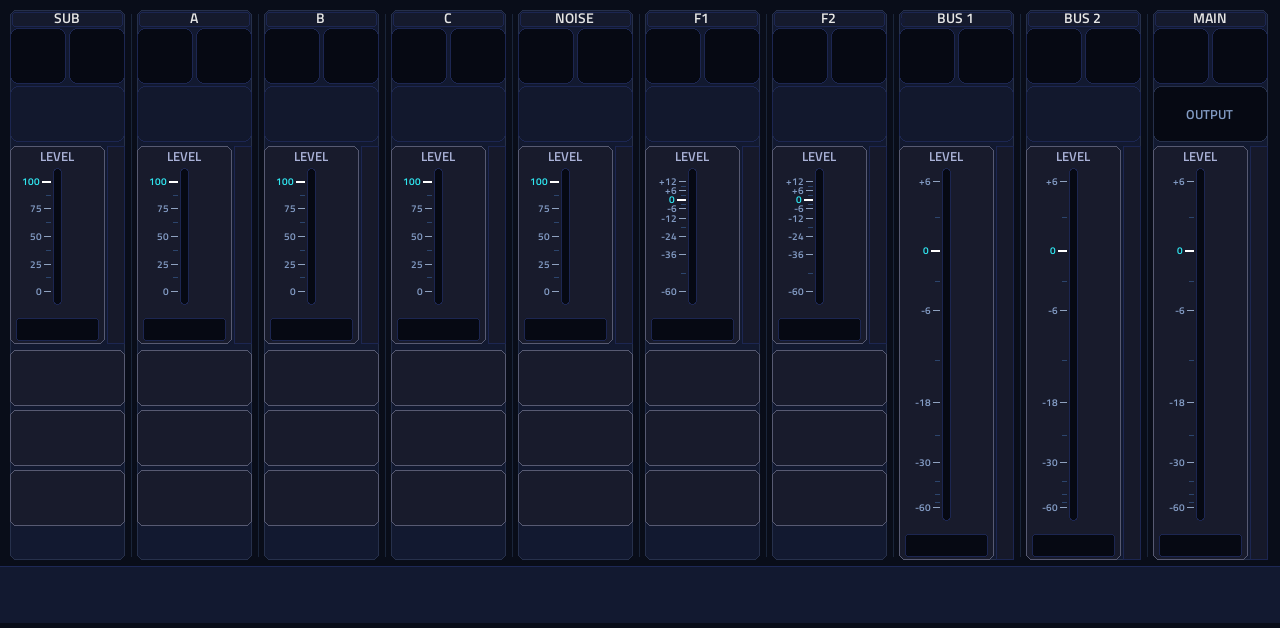 SUB A B C NOISE F1 F2 BUS 1 BUS 2 MAIN
OUTPUT
LEVEL LEVEL LEVEL LEVEL LEVEL LEVEL LEVEL LEVEL LEVEL LEVEL
100 100 100 100 100 +12 +12 +6 +6 +6
+6 +6
0 0
75 75 75 75 75 -6 -6
-12 -12
50 50 50 50 50 -24 -24
0 0 0
-36 -36
25 25 25 25 25
0 0 0 0 0 -60 -60
-6 -6 -6
-18 -18 -18
-30 -30 -30
-60 -60 -60